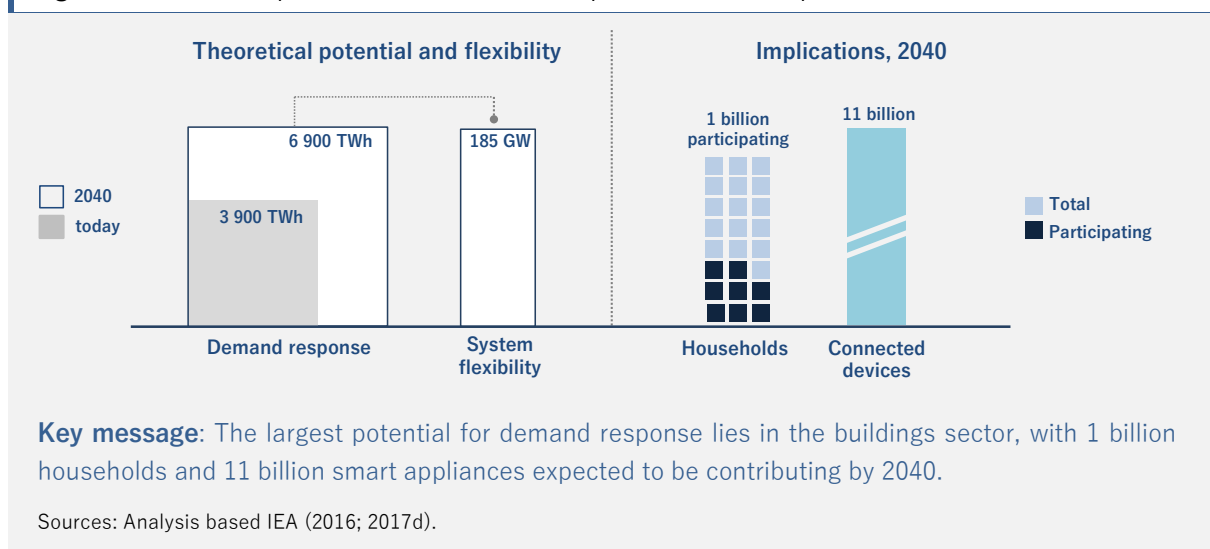 Theoretical potential and flexibility
Implications, 2040
6 900 TWh
185 GW
2040
today
3 900 TWh
Demand response
System
flexibility
1 billion
participating
11 billion
Total
Participating
Households
Connected
devices
Key message: The largest potential for demand response lies in the buildings sector, with 1 billion
households and 11 billion smart appliances expected to be contributing by 2040.
Sources: Analysis based IEA (2016; 2017d).